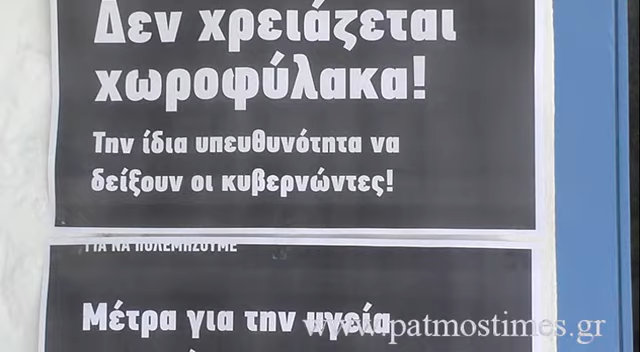 Δεν χρειάζεται
χωροφύλακα!
Την ίδια υπευθυνότητα να
δείξουν οι κυβερνώντες!
ΓΙΑ ΝΑ ΠΟΛΕΜΗΣΟΥΜΕ
Μέτρα για την υγεία
www.patmostimes.gr